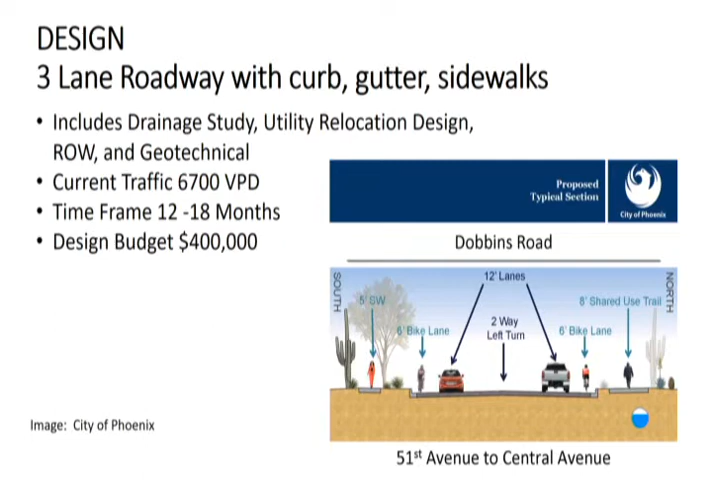 DESIGN
3 Lane Roadway with curb, gutter, sidewalks
• Includes Drainage Study, Utility Relocation Design,
ROW, and Geotechnical
• Current Traffic 6700 VPD
• Time Frame 12 -18 Months
• Design Budget $400,000
Proposed
Typical Section
City of Phoenix
Dobbins Road
SOUTH
12' Lanes
NORTH
5' SW
8' Shared Use Trail
6' Bike Lane
2 Way
Left Turn
6' Bike Lane
Image: City of Phoenix
51st Avenue to Central Avenue